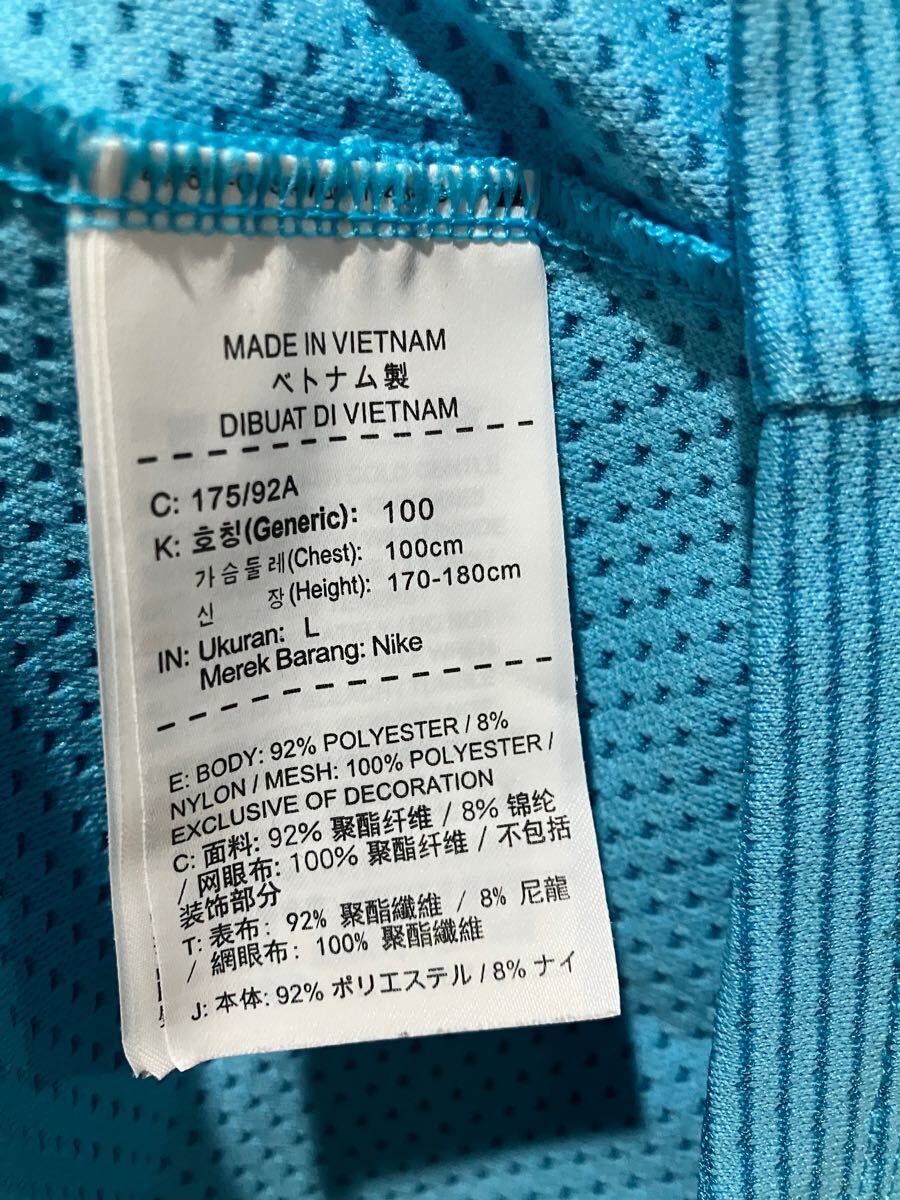 MADE IN VIETNAM
ベトナム製
DIBUAT DI VIETNAM
C: 175/92A
K: 호칭(Generic): 100
가슴둘레(Chest): 100cm
신 장(Height): 170-180cm
IN: Ukuran: L
Merek Barang: Nike
E: BODY: 92% POLYESTER / 8%
NYLON / MESH: 100% POLYESTER /
EXCLUSIVE OF DECORATION
C: 面料: 92% 聚酯纤维 / 8% 锦纶
/ 网眼布: 100% 聚酯纤维 / 不包括
装饰部分
T: 表布: 92% 聚酯纖維 / 8% 尼龍
/ 網眼布: 100% 聚酯纖維
J: 本体: 92% ポリエステル / 8% ナイ